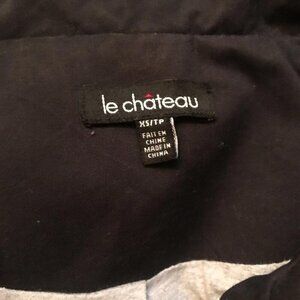 le château
XS/TP
FAIT EN
CHINE
MADE IN
CHINA